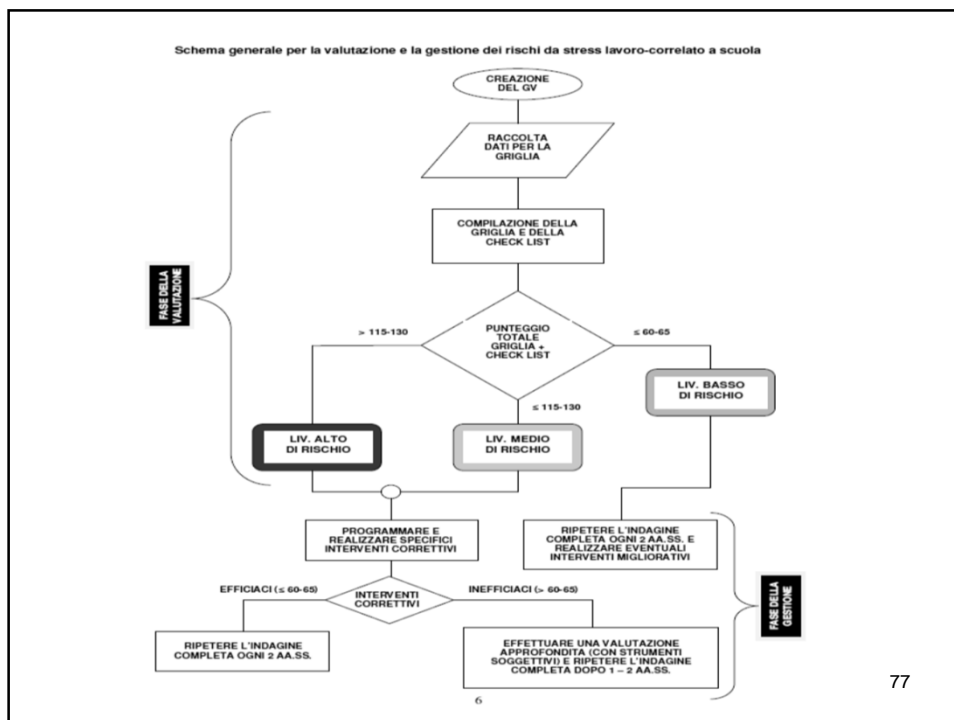 Schema generale per la valutazione e la gestione dei rischi da stress lavoro-correlato a scuola
CREAZIONE
DEL GV
RACCOLTA
DATI PER LA
GRIGLIA
COMPILAZIONE DELLA
GRIGLIA E DELLA
CHECK LIST
FASE DELLA
VALUTAZIONE
> 115-130
PUNTEGGIO
TOTALE
GRIGLIA +
CHECK LIST
≤ 60-65
LIV. BASSO
DI RISCHIO
≤ 115-130
LIV. ALTO
DI RISCHIO
LIV. MEDIO
DI RISCHIO
PROGRAMMARE E
REALIZZARE SPECIFICI
INTERVENTI CORRETTIVI
RIPETERE L'INDAGINE
COMPLETA OGNI 2 AA.SS. E
REALIZZARE EVENTUALI
INTERVENTI MIGLIORATIVI
EFFICIACI (≤ 60-65)
INTERVENTI
CORRETTIVI
INEFFICIACI (> 60-65)
FASE DELLA
GESTIONE
RIPETERE L'INDAGINE
COMPLETA OGNI 2 AA.SS.
EFFETTUARE UNA VALUTAZIONE
APPROFONDITA (CON STRUMENTI
SOGGETTIVI) E RIPETERE L'INDAGINE
COMPLETA DOPO 1 – 2 AA.SS.
6
77